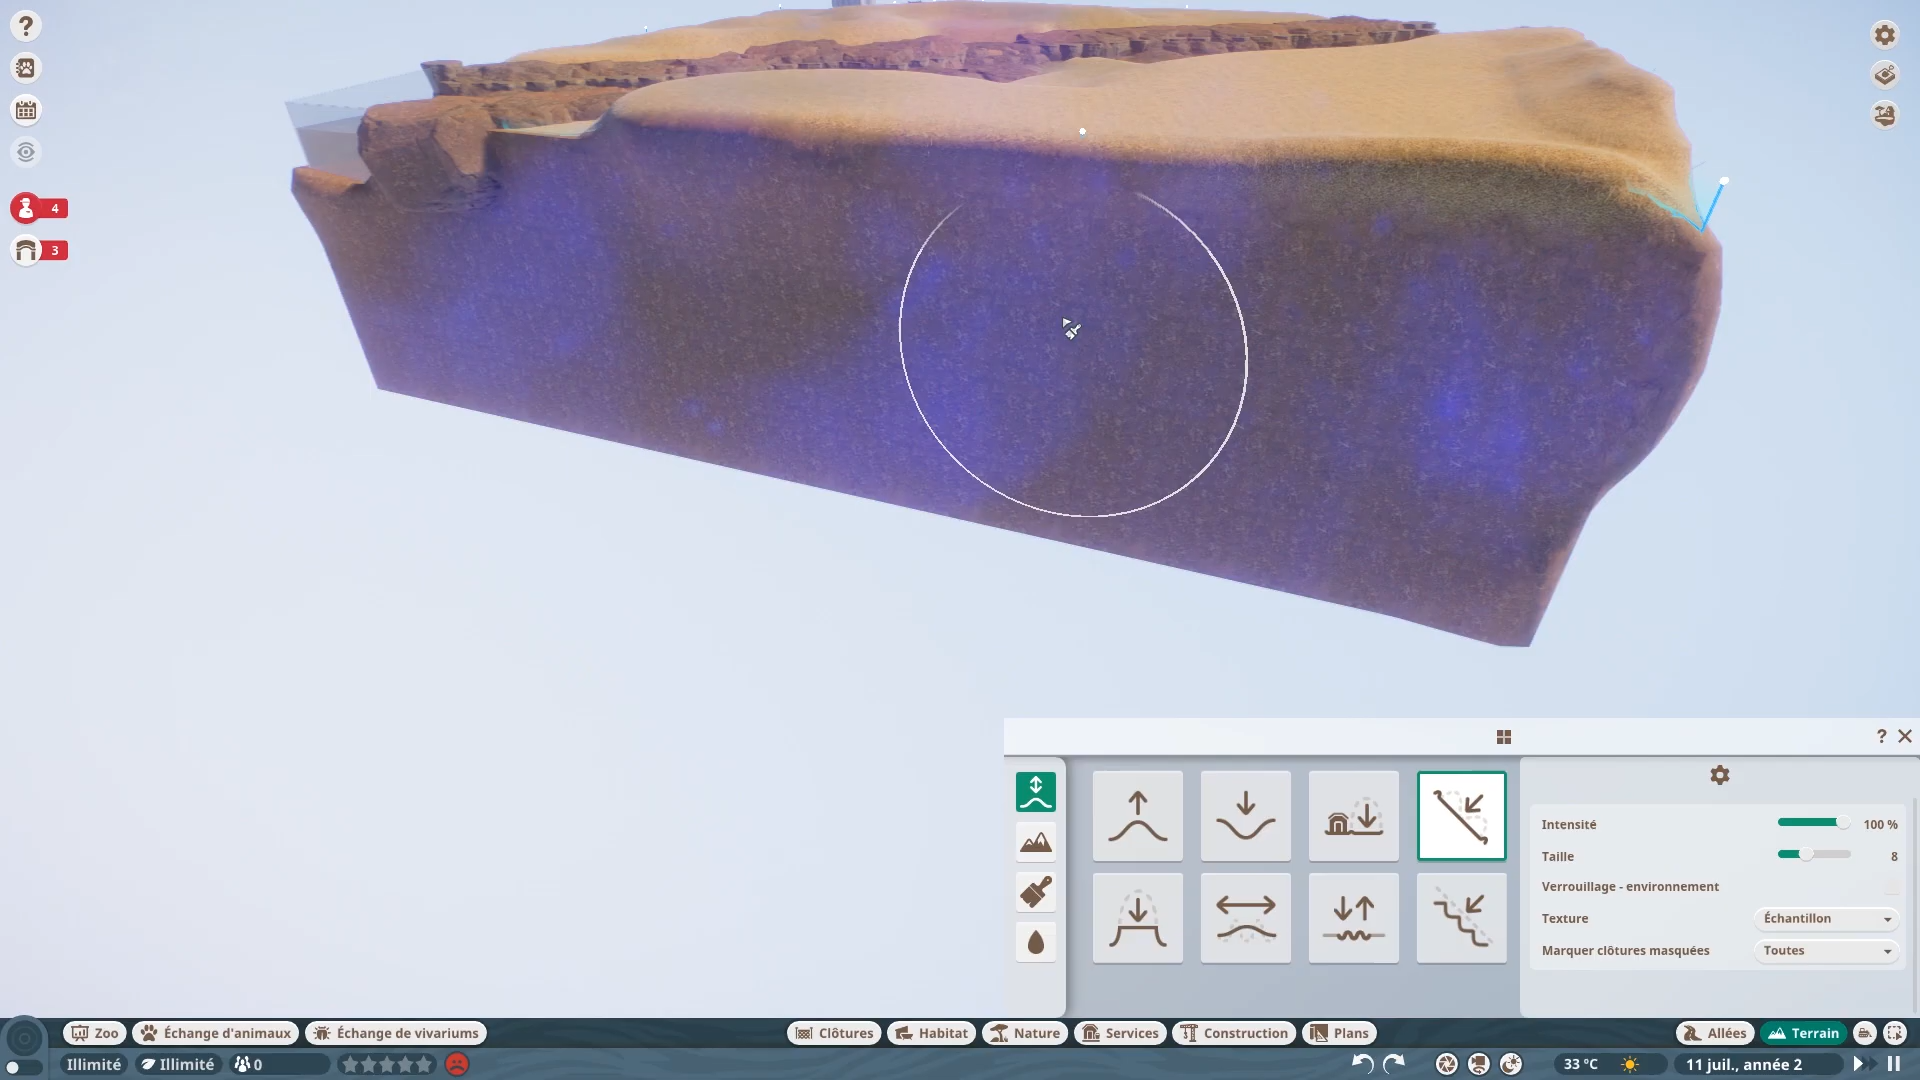 ?
4
3
?
Intensité 100 %
Taille 8
Verrouillage - environnement
Texture Échantillon
Marquer clôtures masquées Toutes
Zoo Échange d'animaux Échange de vivariums Clôtures Habitat Nature Services Construction Plans Allées Terrain
Illimité Illimité 0 33 °C 11 juil., année 2